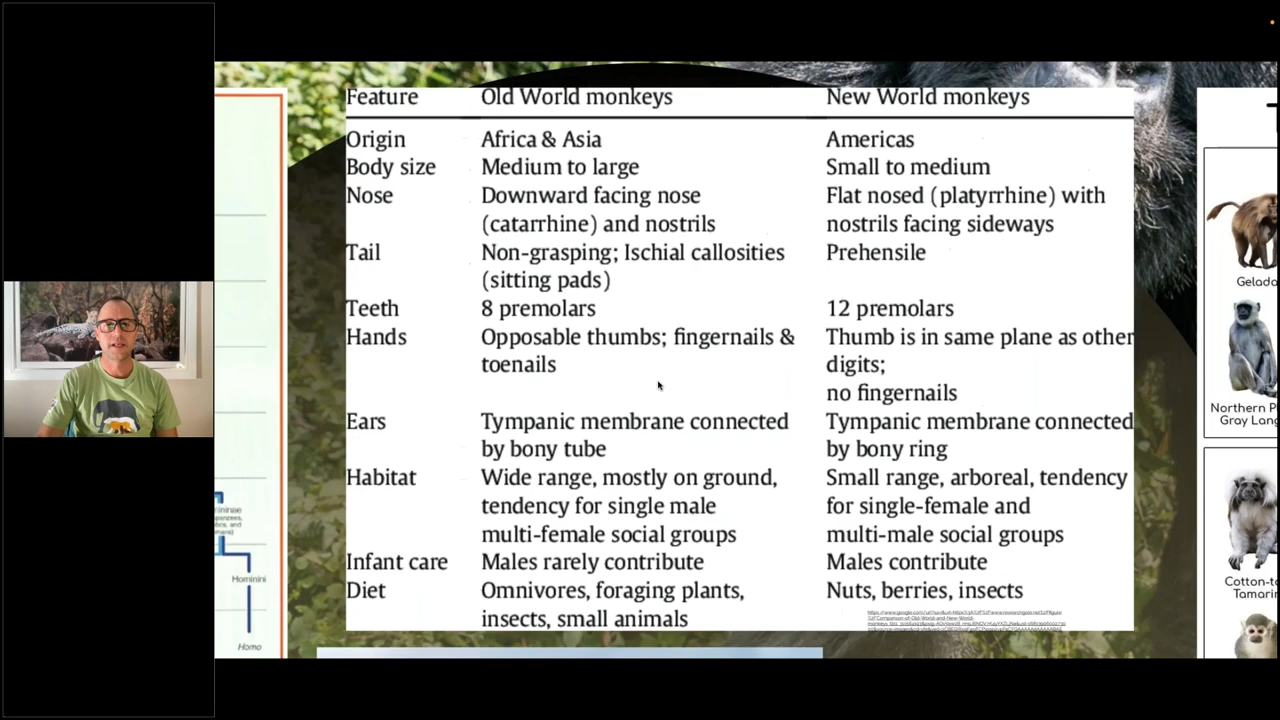 Feature Old World monkeys New World monkeys
Origin Africa & Asia Americas
Body size Medium to large Small to medium
Nose Downward facing nose Flat nosed (platyrrhine) with
(catarrhine) and nostrils nostrils facing sideways
Tail Non-grasping; Ischial callosities Prehensile
(sitting pads)
Teeth 8 premolars 12 premolars
Hands Opposable thumbs; fingernails & Thumb is in same plane as other
toenails digits;
no fingernails
Ears Tympanic membrane connected Tympanic membrane connected
by bony tube by bony ring
Habitat Wide range, mostly on ground, Small range, arboreal, tendency
tendency for single male for single-female and
multi-female social groups multi-male social groups
Infant care Males rarely contribute Males contribute
Diet Omnivores, foraging plants, Nuts, berries, insects
insects, small animals
Hominini
Homo
Gelada
Northern P
Gray Lang
Cotton-to
Tamarin